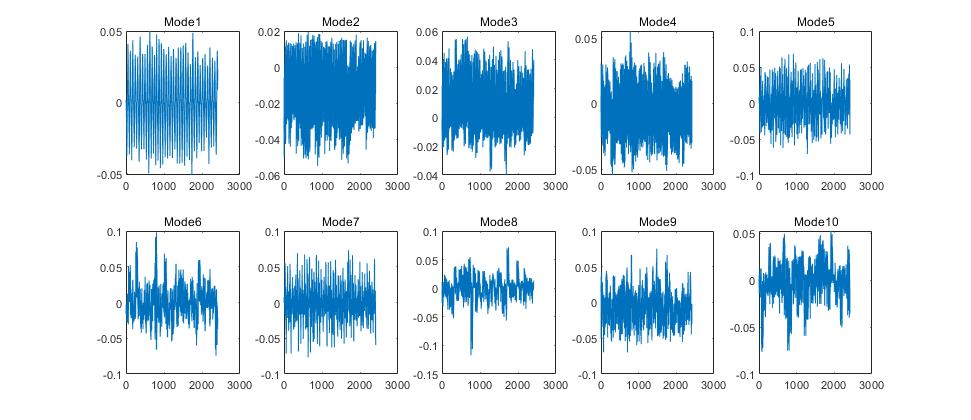 Mode1 Mode2 Mode3 Mode4 Mode5
0.05 0.02 0.06 0.05 0.1
0 0 0.04 0 0.05
-0.05 -0.02 0.02 -0.05 0
-0.04 0 -0.05
-0.06 -0.02 -0.1
-0.04
0 1000 2000 3000 0 1000 2000 3000 0 1000 2000 3000 0 1000 2000 3000 0 1000 2000 3000
Mode6 Mode7 Mode8 Mode9 Mode10
0.1 0.1 0.1 0.1 0.05
0.05 0.05 0.05 0.05 0
0 0 0 0 -0.05
-0.05 -0.05 -0.05 -0.05 -0.1
-0.1 -0.1 -0.1 -0.1
-0.15
0 1000 2000 3000 0 1000 2000 3000 0 1000 2000 3000 0 1000 2000 3000 0 1000 2000 3000